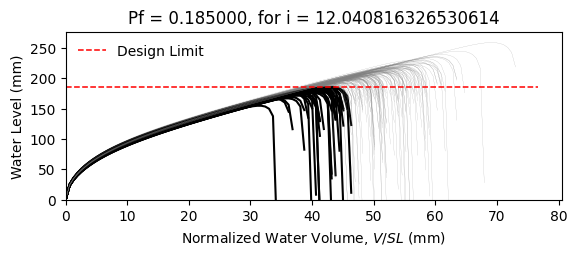 Pf = 0.185000, for i = 12.040816326530614
Design Limit
Water Level (mm)
250
200
150
100
50
0
0 10 20 30 40 50 60 70 80
Normalized Water Volume, V/SL (mm)